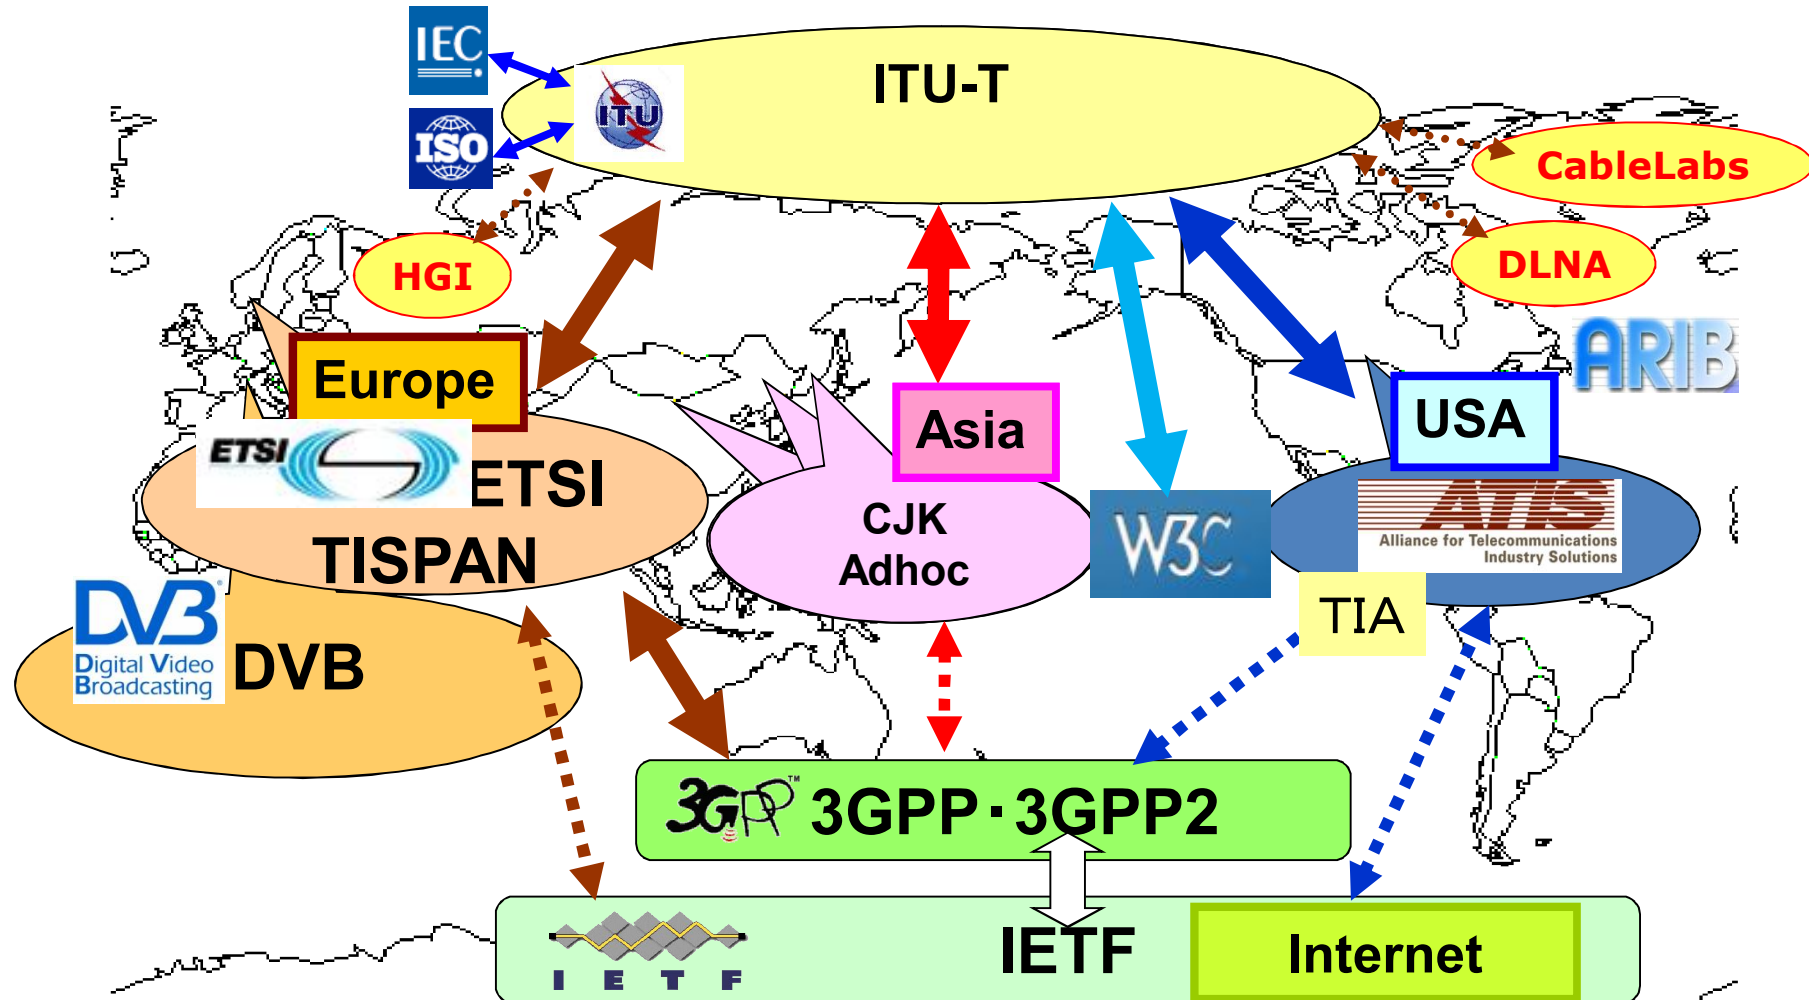 IEC
ITU-T
ITU
ISO
CableLabs
HGI
DLNA
ARIB
Europe
Asia
USA
ETSI
ETSI
TISPAN
CJK
Adhoc
W3C
ATIS
Alliance for Telecommunications
Industry Solutions
TIA
DVB
Digital Video
Broadcasting
DVB
3GPP™
3GPP・3GPP2
IETF
IETF
Internet